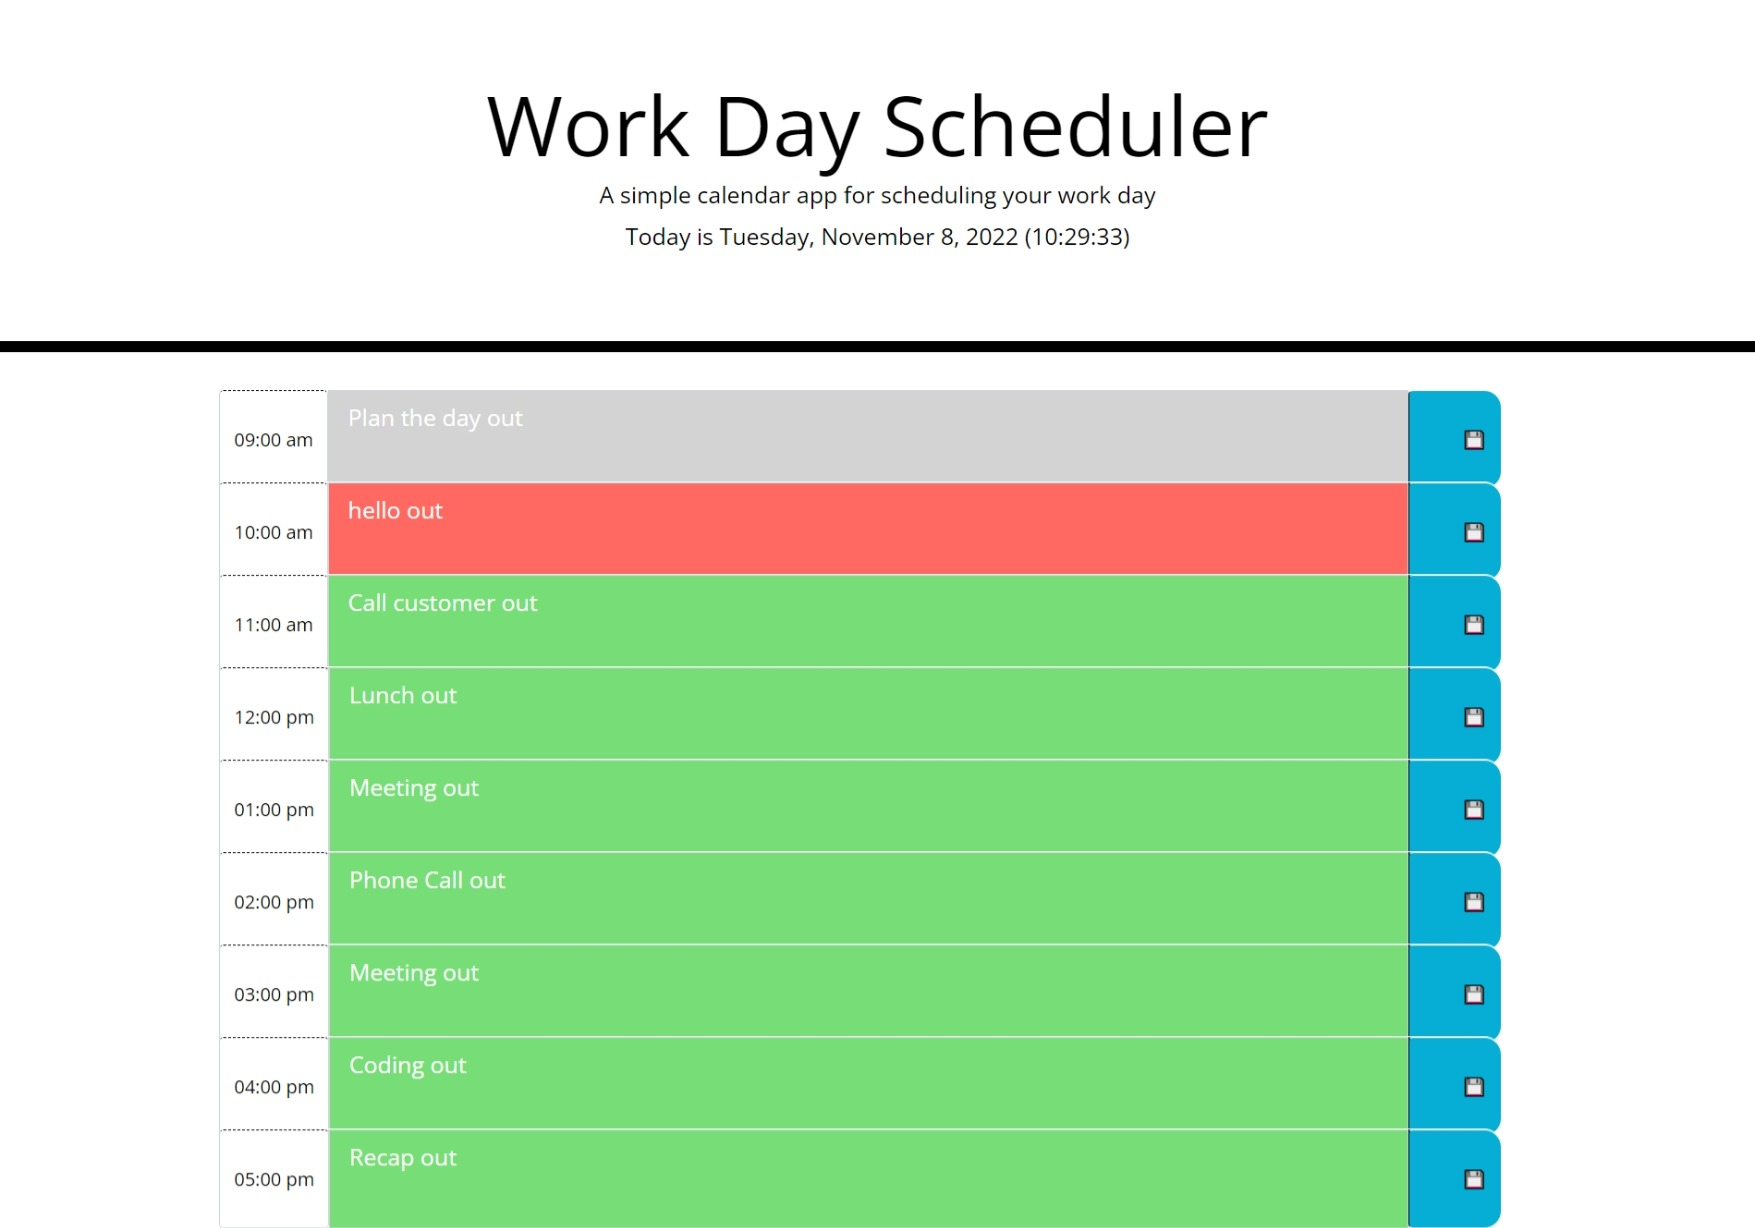 Work Day Scheduler
A simple calendar app for scheduling your work day
Today is Tuesday, November 8, 2022 (10:29:33)
09:00 am Plan the day out
10:00 am hello out
11:00 am Call customer out
12:00 pm Lunch out
01:00 pm Meeting out
02:00 pm Phone Call out
03:00 pm Meeting out
04:00 pm Coding out
05:00 pm Recap out